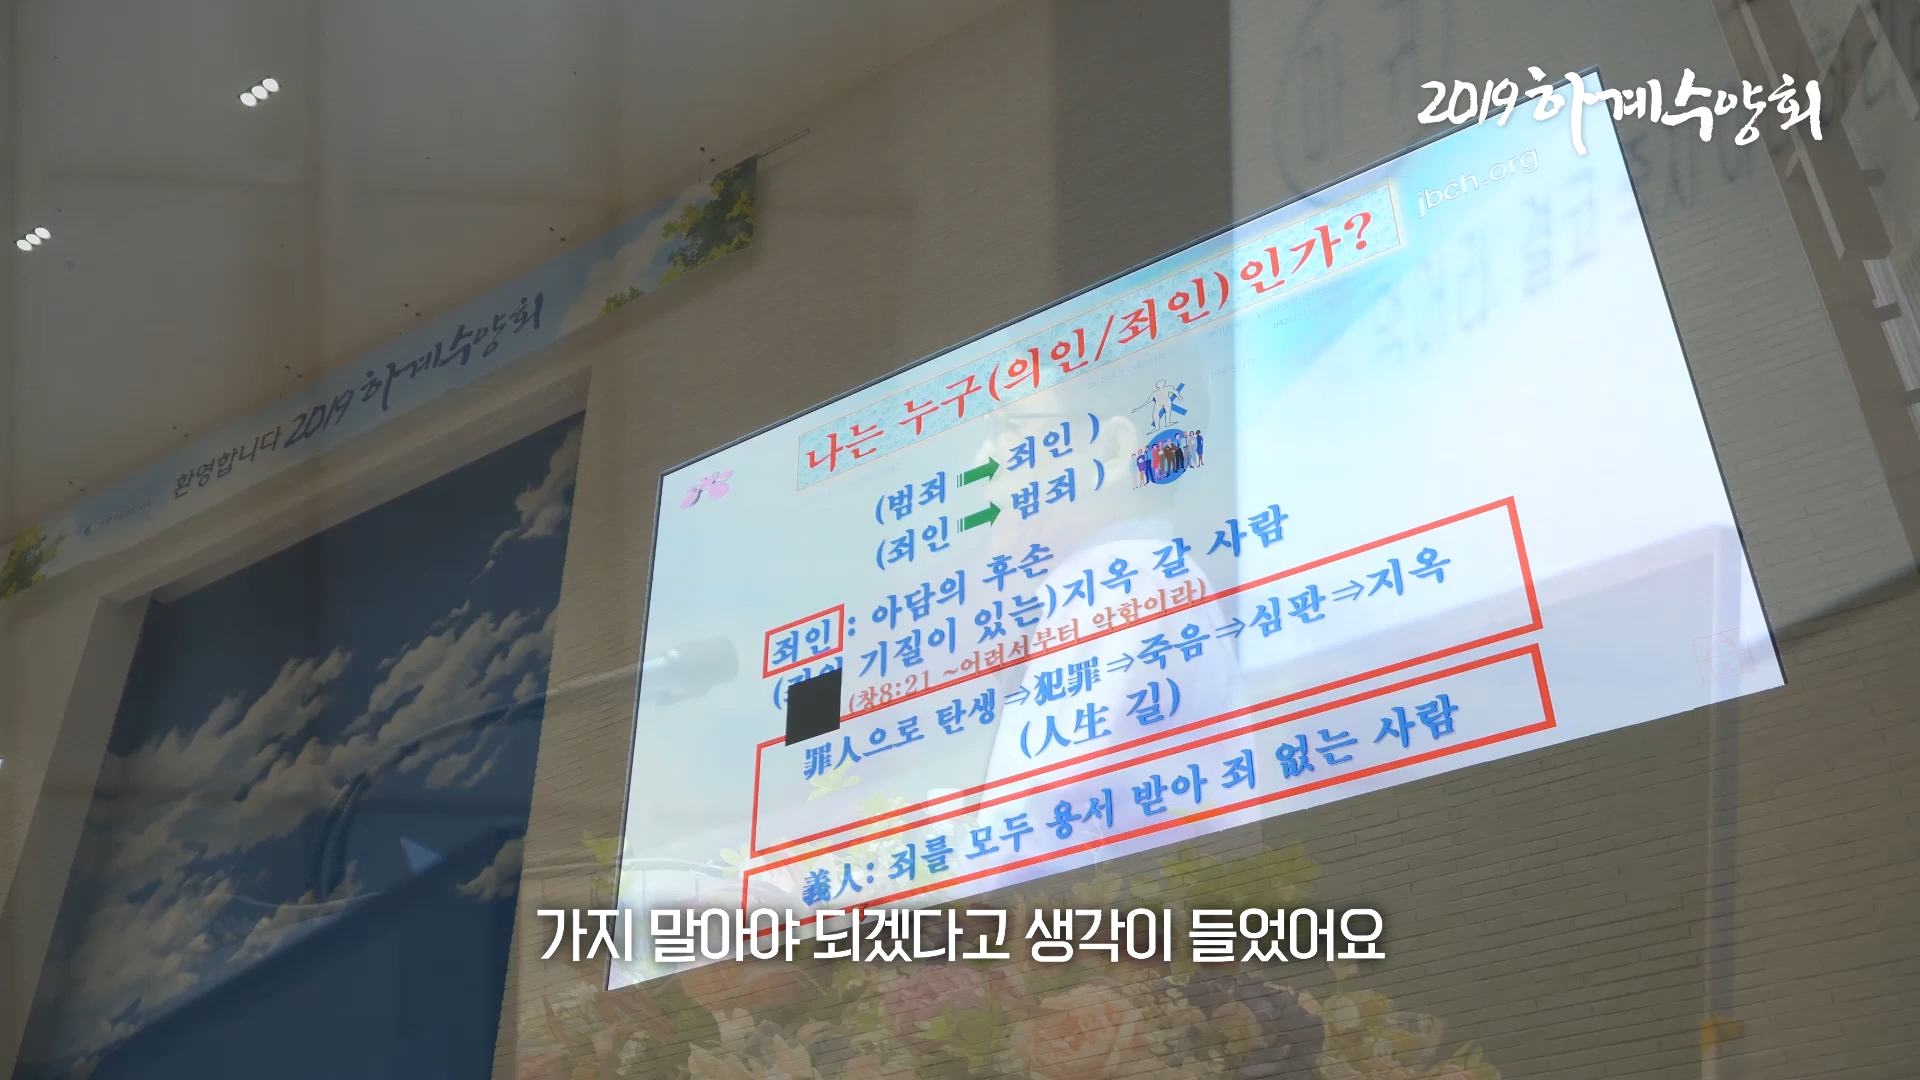 2019 하계수양회
jbch.org
환영합니다 2019 하계수양회
나는 누구(의인/죄인)인가?
(범죄 ➡ 죄인 )
(죄인 ➡ 범죄 )
죄인 : 아담의 후손
기질이 있는)지옥 갈 사람
(창8:21 ~어려서부터 악함이라)
罪人으로 탄생⇒犯罪⇒죽음⇒심판⇒지옥
(人生 길)
義人: 죄를 모두 용서 받아 죄 없는 사람
가지 말아야 되겠다고 생각이 들었어요